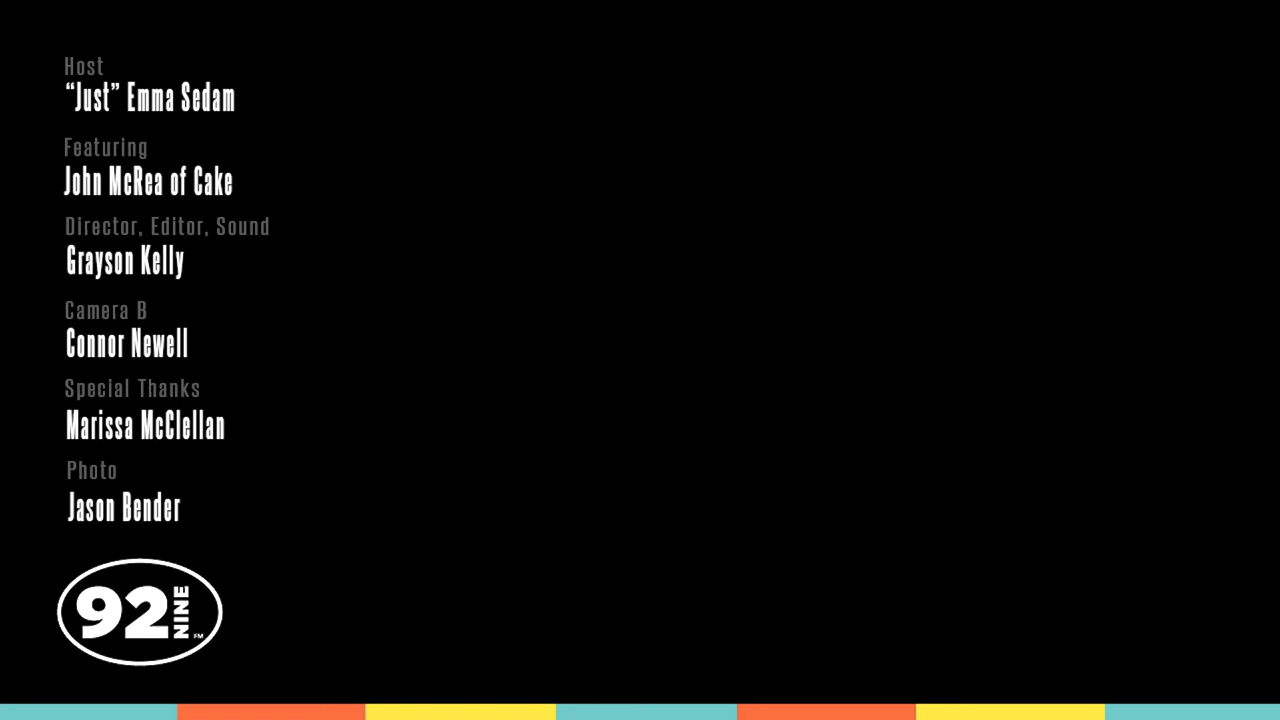 Host
“Just” Emma Sedam
Featuring
John McRea of Cake
Director, Editor, Sound
Grayson Kelly
Camera B
Connor Newell
Special Thanks
Marissa McClellan
Photo
Jason Bender
92 NINE FM